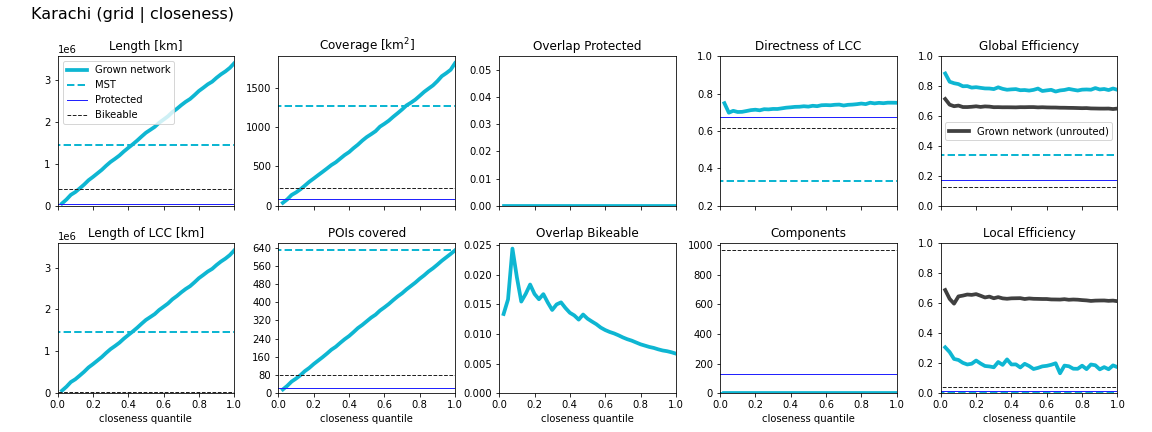 Karachi (grid | closeness)
Length [km]
1e6
3
2
1
0
Grown network
MST
Protected
Bikeable
Coverage [km²]
1500
1000
500
0
Overlap Protected
0.05
0.04
0.03
0.02
0.01
0.00
Directness of LCC
1.0
0.8
0.6
0.4
0.2
Global Efficiency
1.0
0.8
0.6
0.4
0.2
0.0
Grown network (unrouted)
Length of LCC [km]
1e6
3
2
1
0
0.0 0.2 0.4 0.6 0.8 1.0
closeness quantile
POIs covered
640
560
480
400
320
240
160
80
0
0.0 0.2 0.4 0.6 0.8 1.0
closeness quantile
Overlap Bikeable
0.025
0.020
0.015
0.010
0.005
0.000
0.0 0.2 0.4 0.6 0.8 1.0
closeness quantile
Components
1000
800
600
400
200
0
0.0 0.2 0.4 0.6 0.8 1.0
closeness quantile
Local Efficiency
1.0
0.8
0.6
0.4
0.2
0.0
0.0 0.2 0.4 0.6 0.8 1.0
closeness quantile